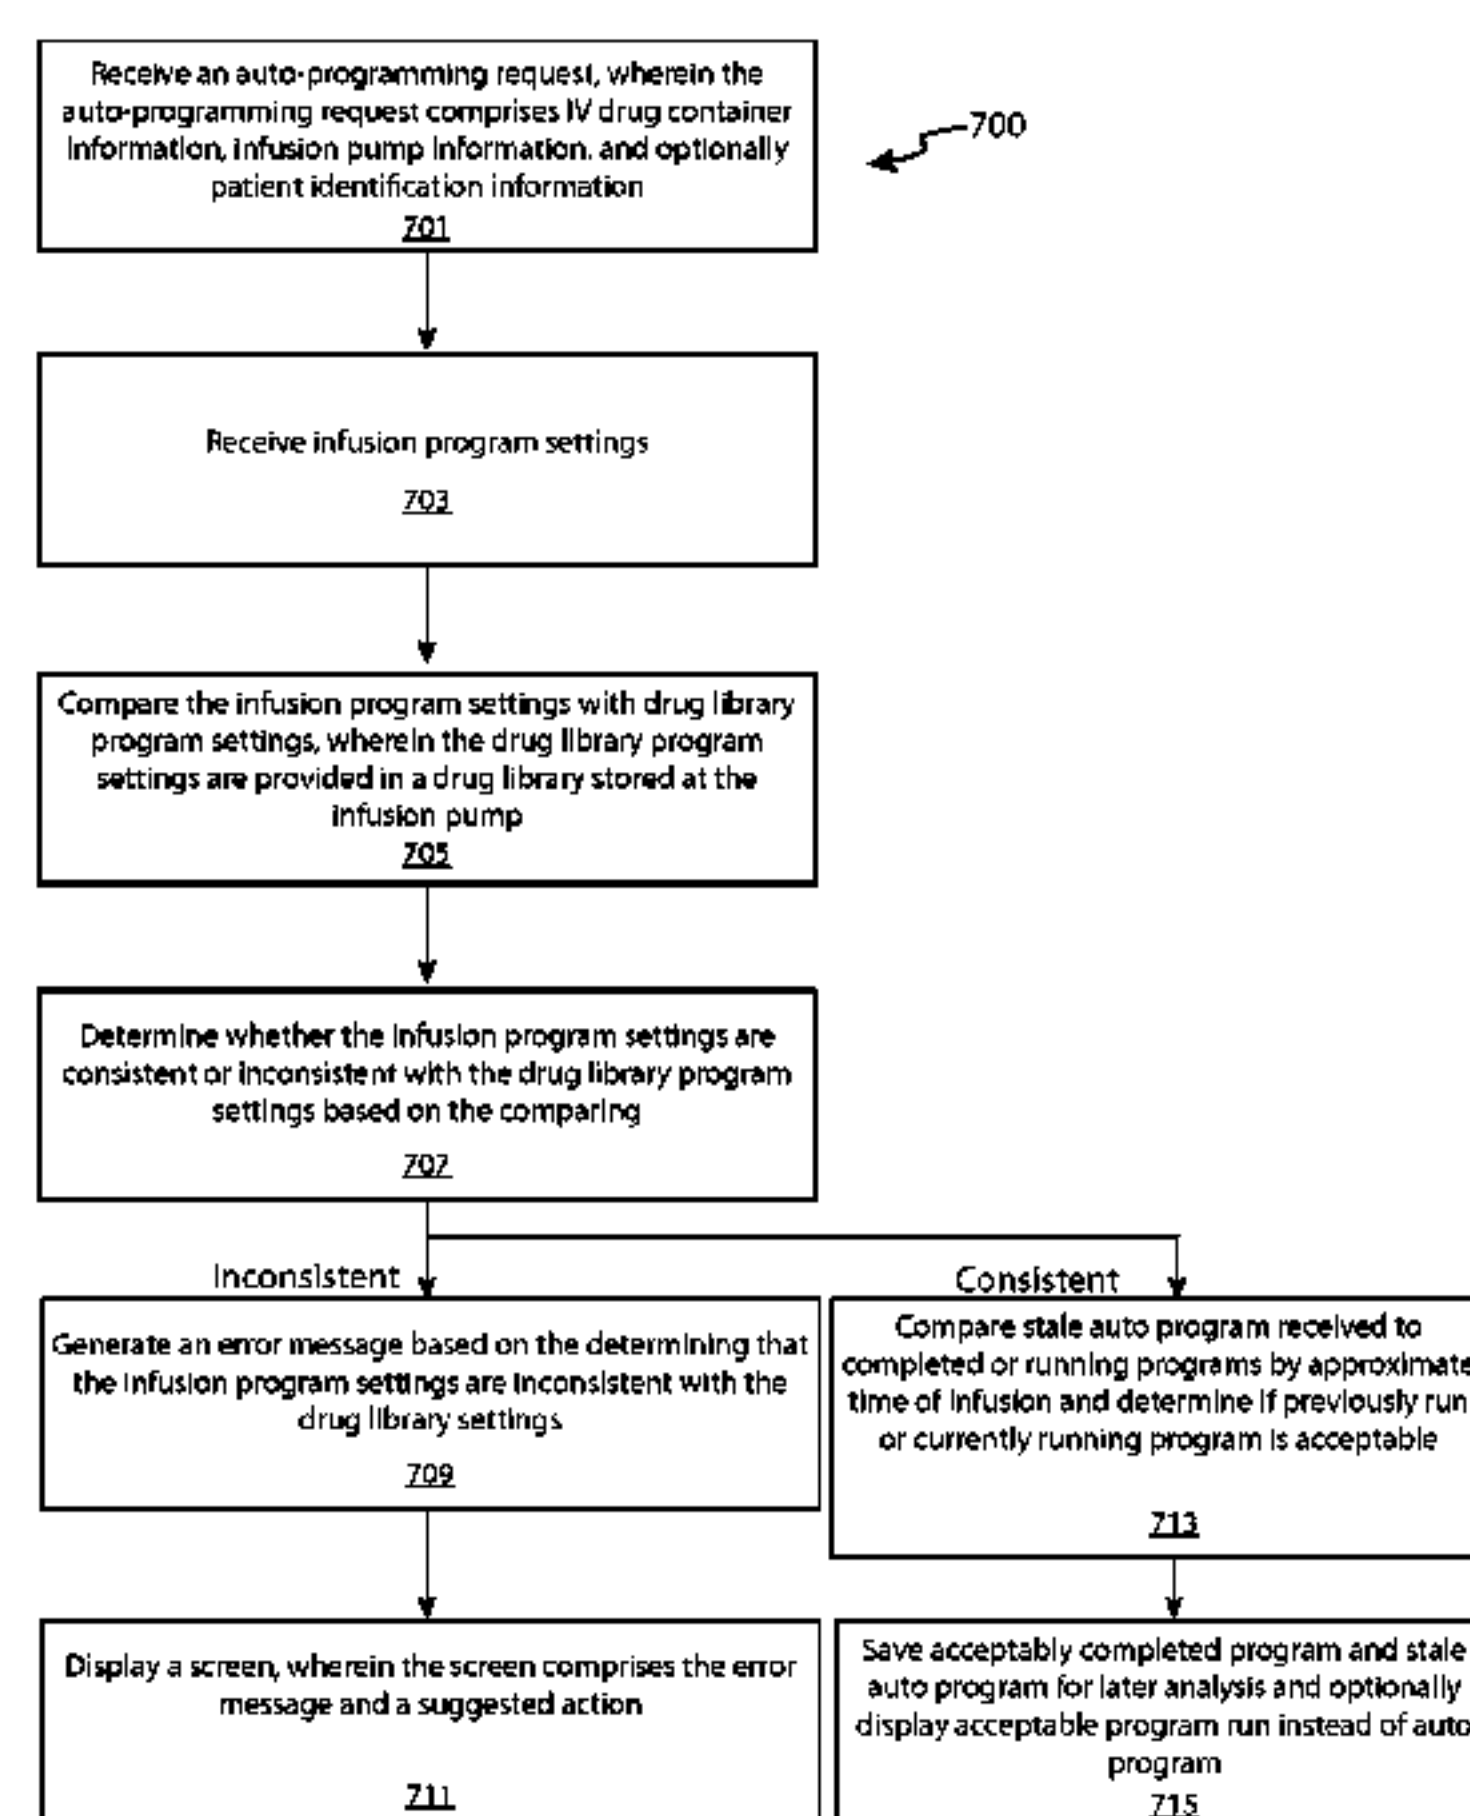 Receive an auto-programming request, wherein the
auto-programming request comprises IV drug container
information, infusion pump information. and optionally
patient identification information
701
700
Receive infusion program settings
703
Compare the infusion program settings with drug library
program settings, wherein the drug library program
settings are provided in a drug library stored at the
infusion pump
705
Determine whether the infusion program settings are
consistent or inconsistent with the drug library program
settings based on the comparing
707
Inconsistent
Consistent
Generate an error message based on the determining that
the infusion program settings are inconsistent with the
drug library settings
709
Compare stale auto program received to
completed or running programs by approximate
time of infusion and determine if previously run
or currently running program is acceptable
713
Display a screen, wherein the screen comprises the error
message and a suggested action
711
Save acceptably completed program and stale
auto program for later analysis and optionally
display acceptable program run instead of auto
program
715